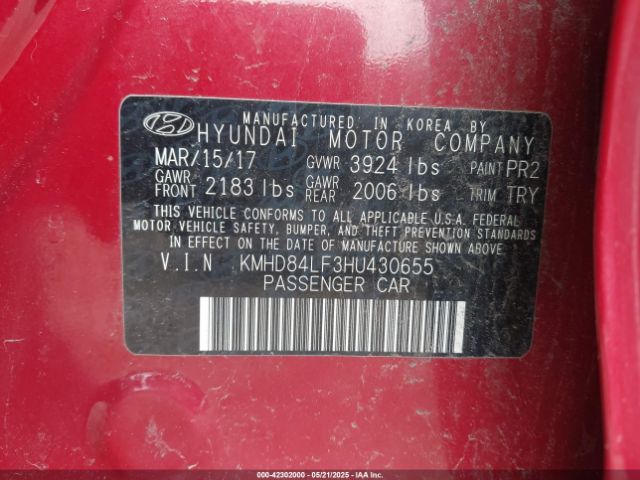 MANUFACTURED IN KOREA BY
HYUNDAI MOTOR COMPANY
MAR/15/17 GVWR 3924 lbs PAINT PR2
GAWR FRONT 2183 lbs GAWR REAR 2006 lbs TRIM TRY
THIS VEHICLE CONFORMS TO ALL APPLICABLE U.S.A. FEDERAL
MOTOR VEHICLE SAFETY, BUMPER, AND THEFT PREVENTION STANDARDS
IN EFFECT ON THE DATE OF MANUFACTURE SHOWN ABOVE.
V.I.N KMHD84LF3HU430655
PASSENGER CAR
000-42302000 - 05/21/2025 - IAAI.COM